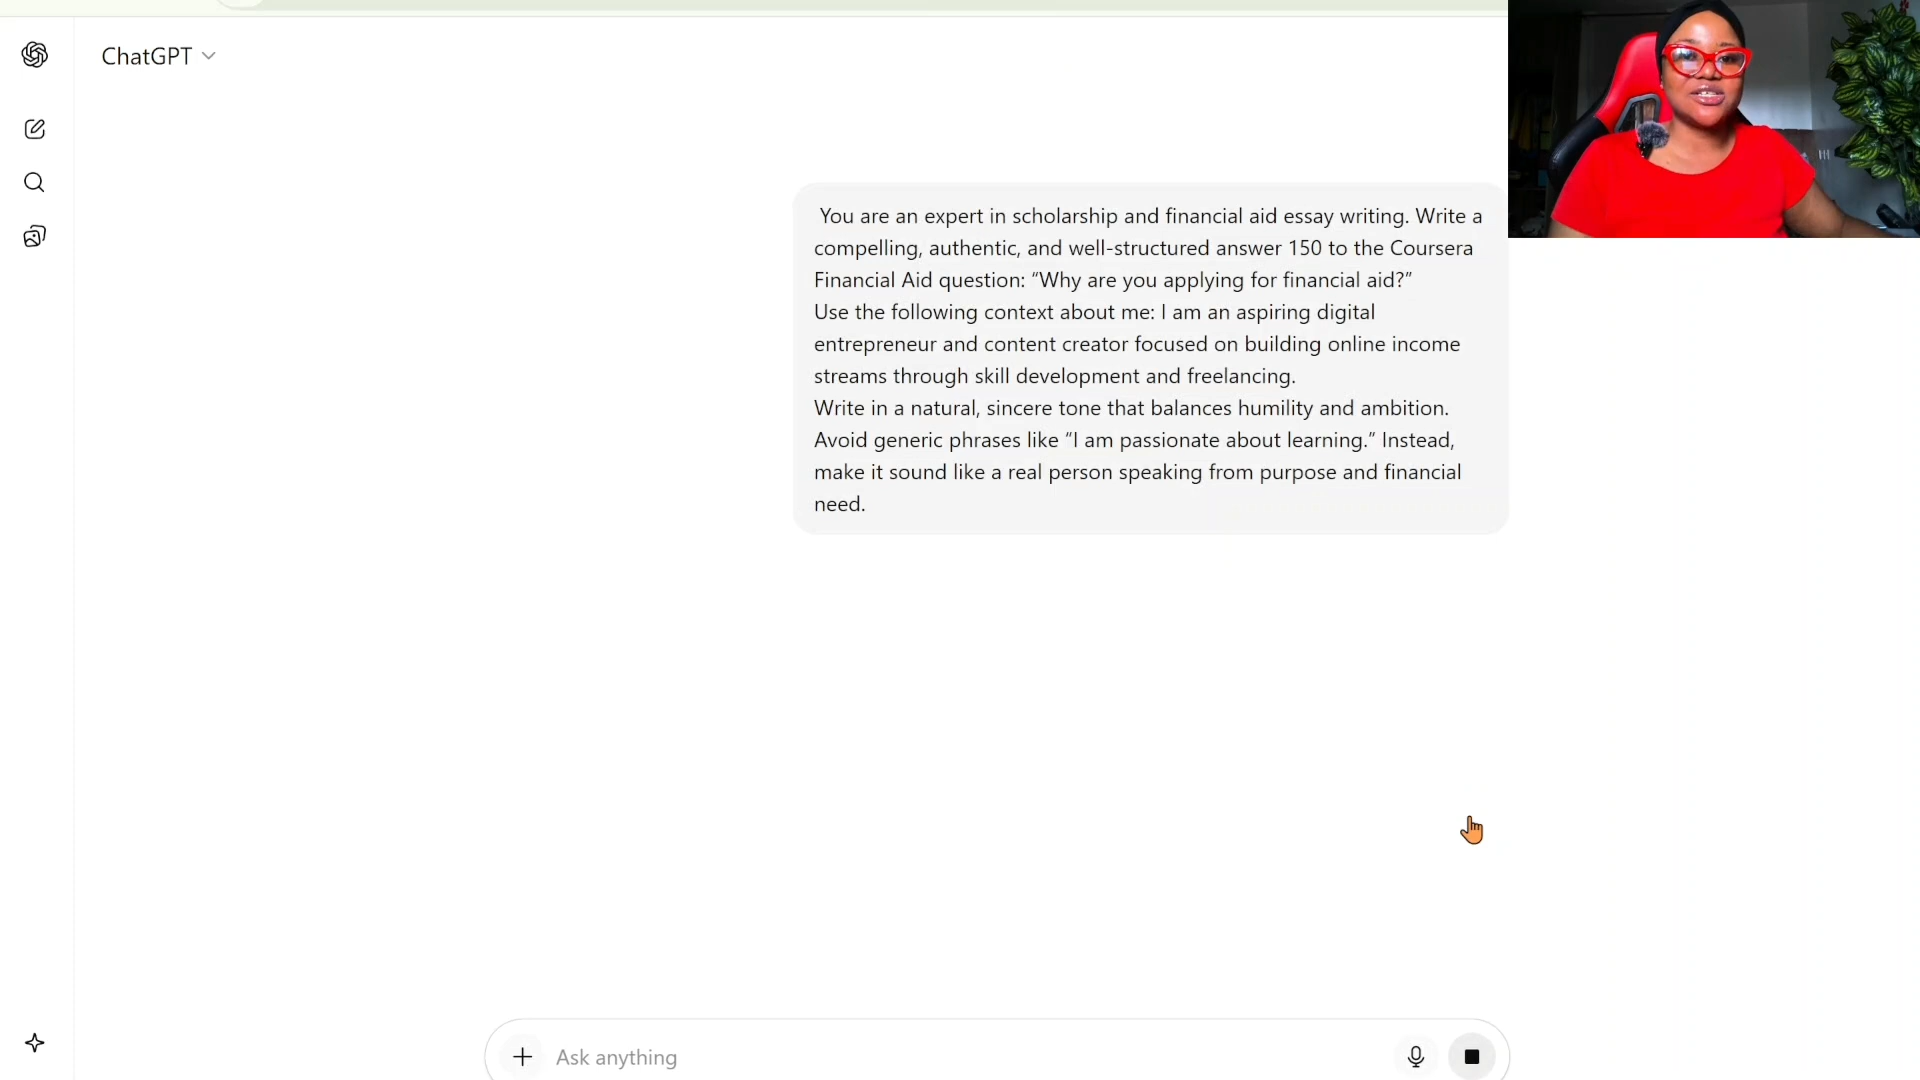 ChatGPT
You are an expert in scholarship and financial aid essay writing. Write a
compelling, authentic, and well-structured answer 150 to the Coursera
Financial Aid question: “Why are you applying for financial aid?”
Use the following context about me: I am an aspiring digital
entrepreneur and content creator focused on building online income
streams through skill development and freelancing.
Write in a natural, sincere tone that balances humility and ambition.
Avoid generic phrases like “I am passionate about learning.” Instead,
make it sound like a real person speaking from purpose and financial
need.
Ask anything